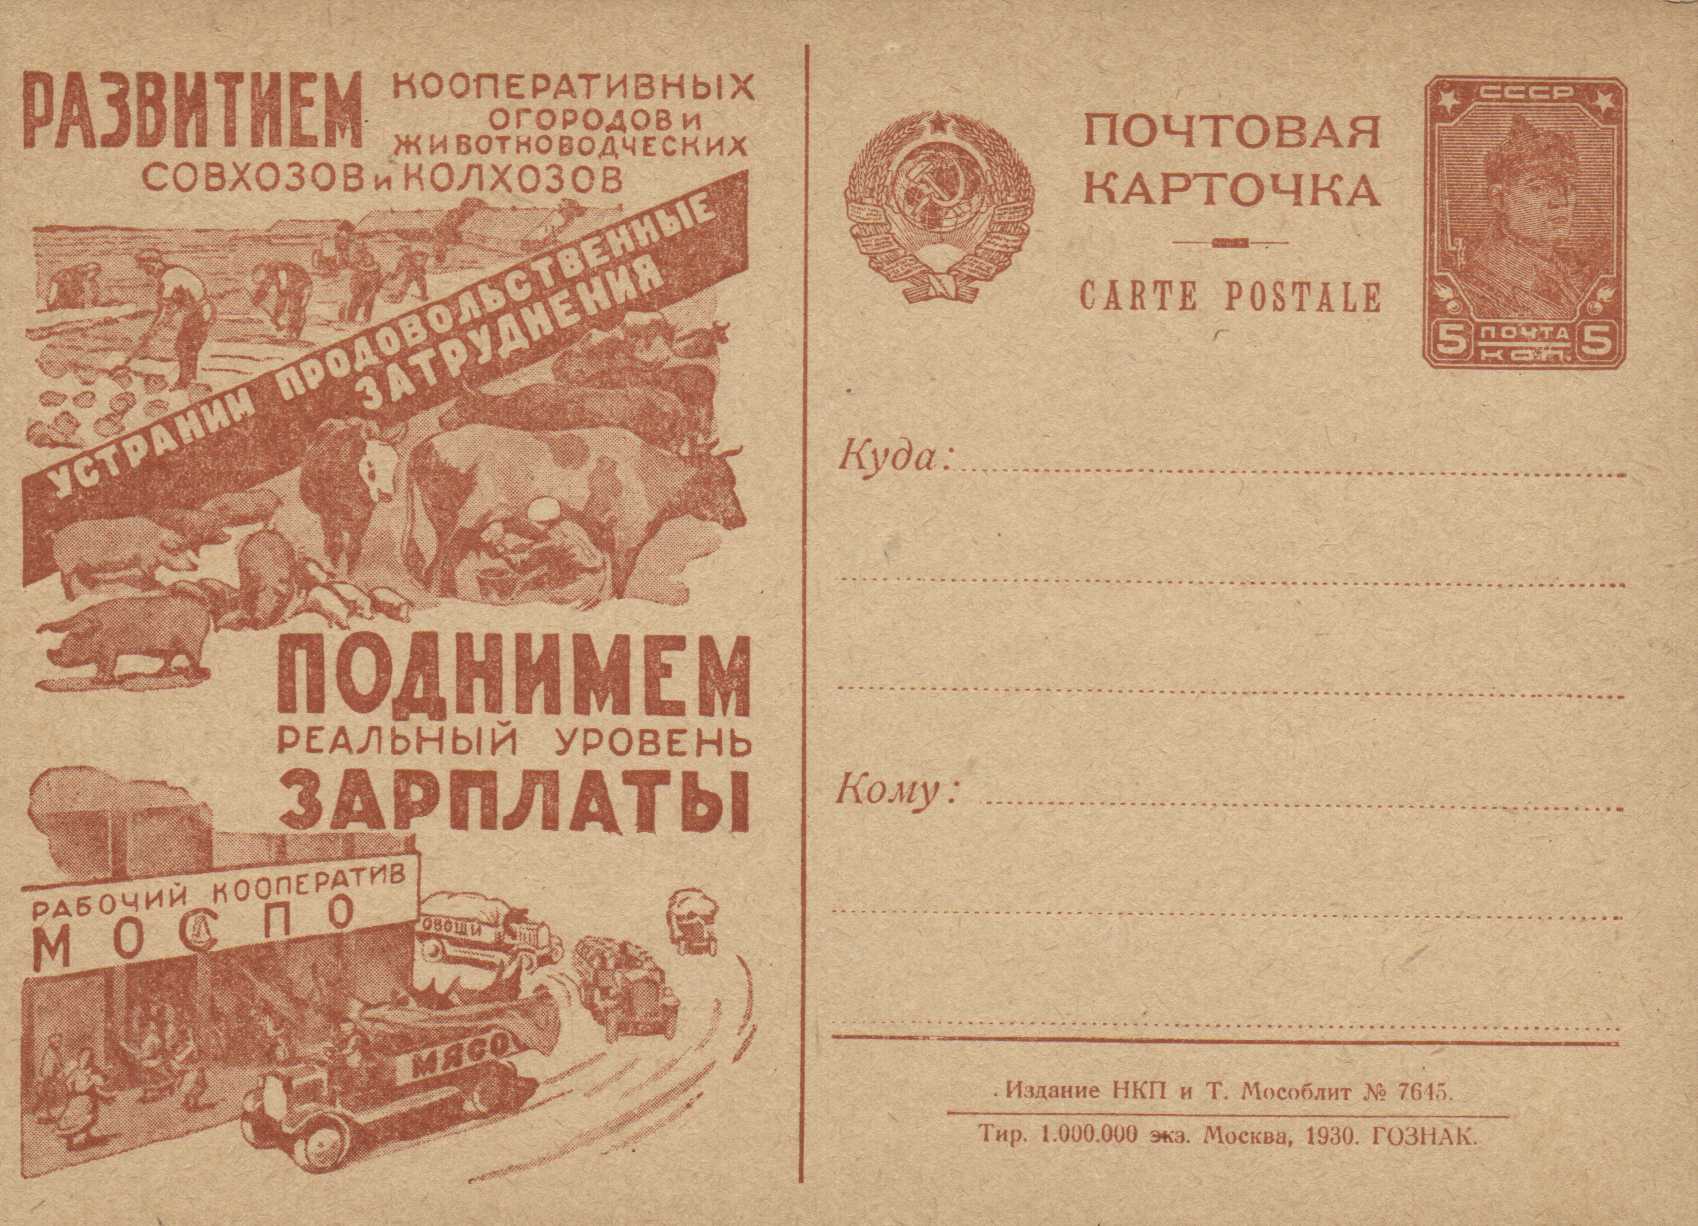 РАЗВИТИЕМ
КООПЕРАТИВНЫХ
ОГОРОДОВ И
ЖИВОТНОВОДЧЕСКИХ
СОВХОЗОВ и КОЛХОЗОВ
УСТРАНИМ ПРОДОВОЛЬСТВЕННЫЕ
ЗАТРУДНЕНИЯ
ПОДНИМЕМ
РЕАЛЬНЫЙ УРОВЕНЬ
ЗАРПЛАТЫ
РАБОЧИЙ КООПЕРАТИВ
МОСПО
ОВОЩИ
МЯСО
ПОЧТОВАЯ
КАРТОЧКА
CARTE POSTALE
СССР
5 ПОЧТА 5
КОП.
Куда:
Кому:
Издание НКП и Т. Мособлит № 7645.
Тир. 1.000.000 экз. Москва, 1930. ГОЗНАК.